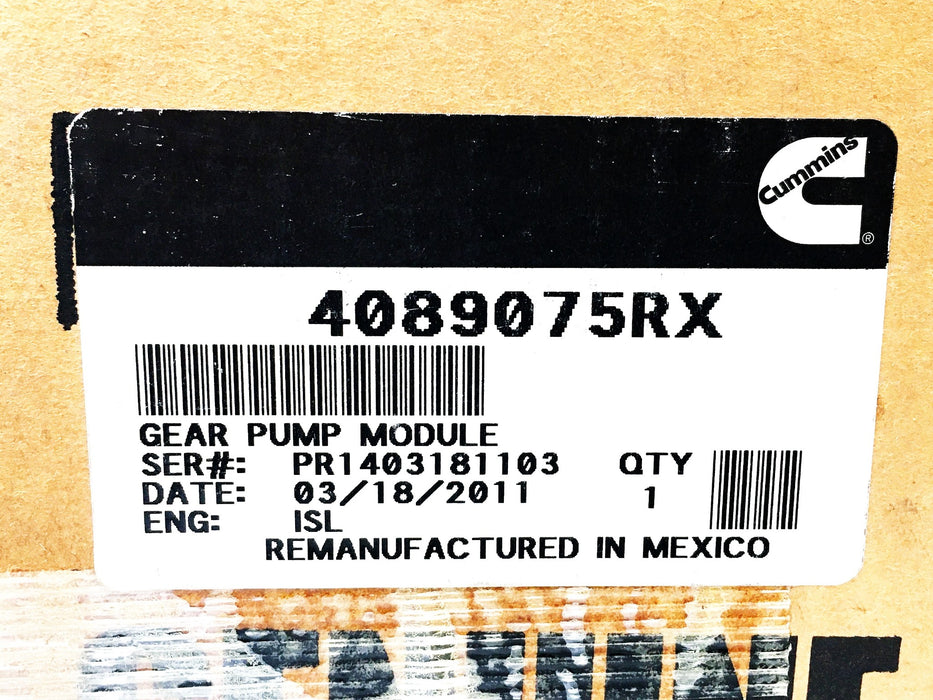 Cummins
®
4089075RX
GEAR PUMP MODULE
SER#: PR1403181103 QTY
DATE: 03/18/2011 1
ENG: ISL
REMANUFACTURED IN MEXICO